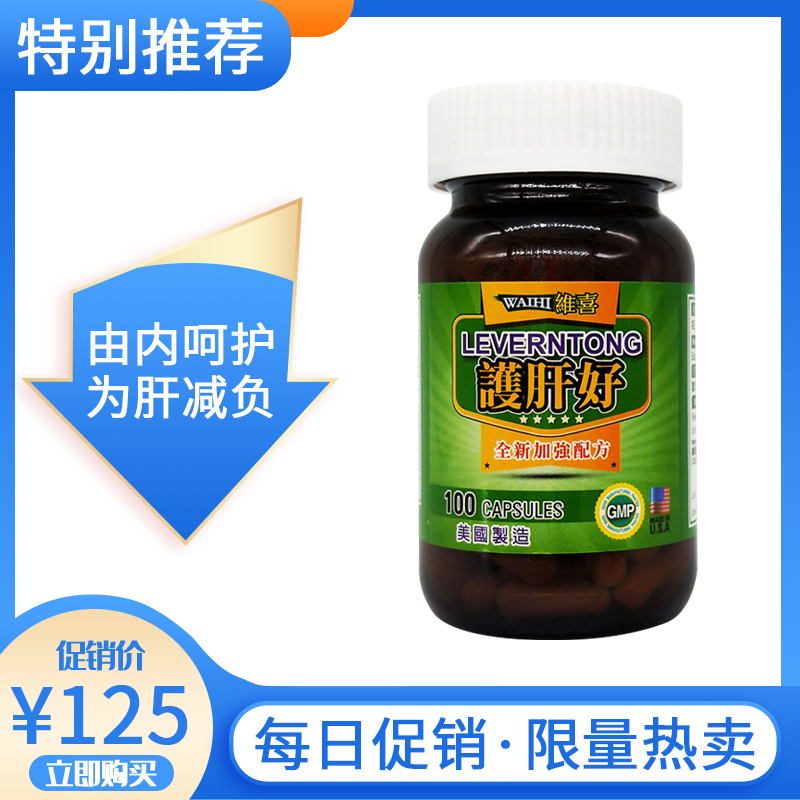 特别推荐
由内呵护
为肝减负
WAIHI 維喜
LEVERNTONG
護肝好
全新加強配方
100 CAPSULES
美國製造
GMP
MADE IN
U.S.A
促销价
¥125
立即购买
每日促销·限量热卖